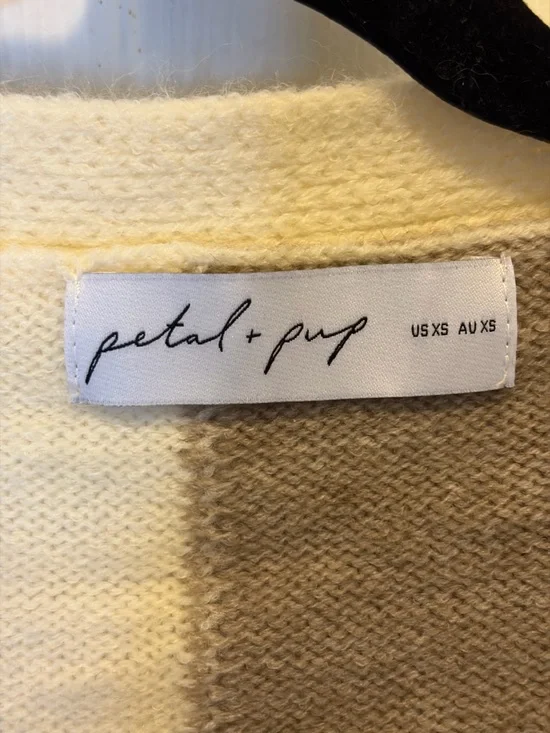 petal + pup US XS AU XS